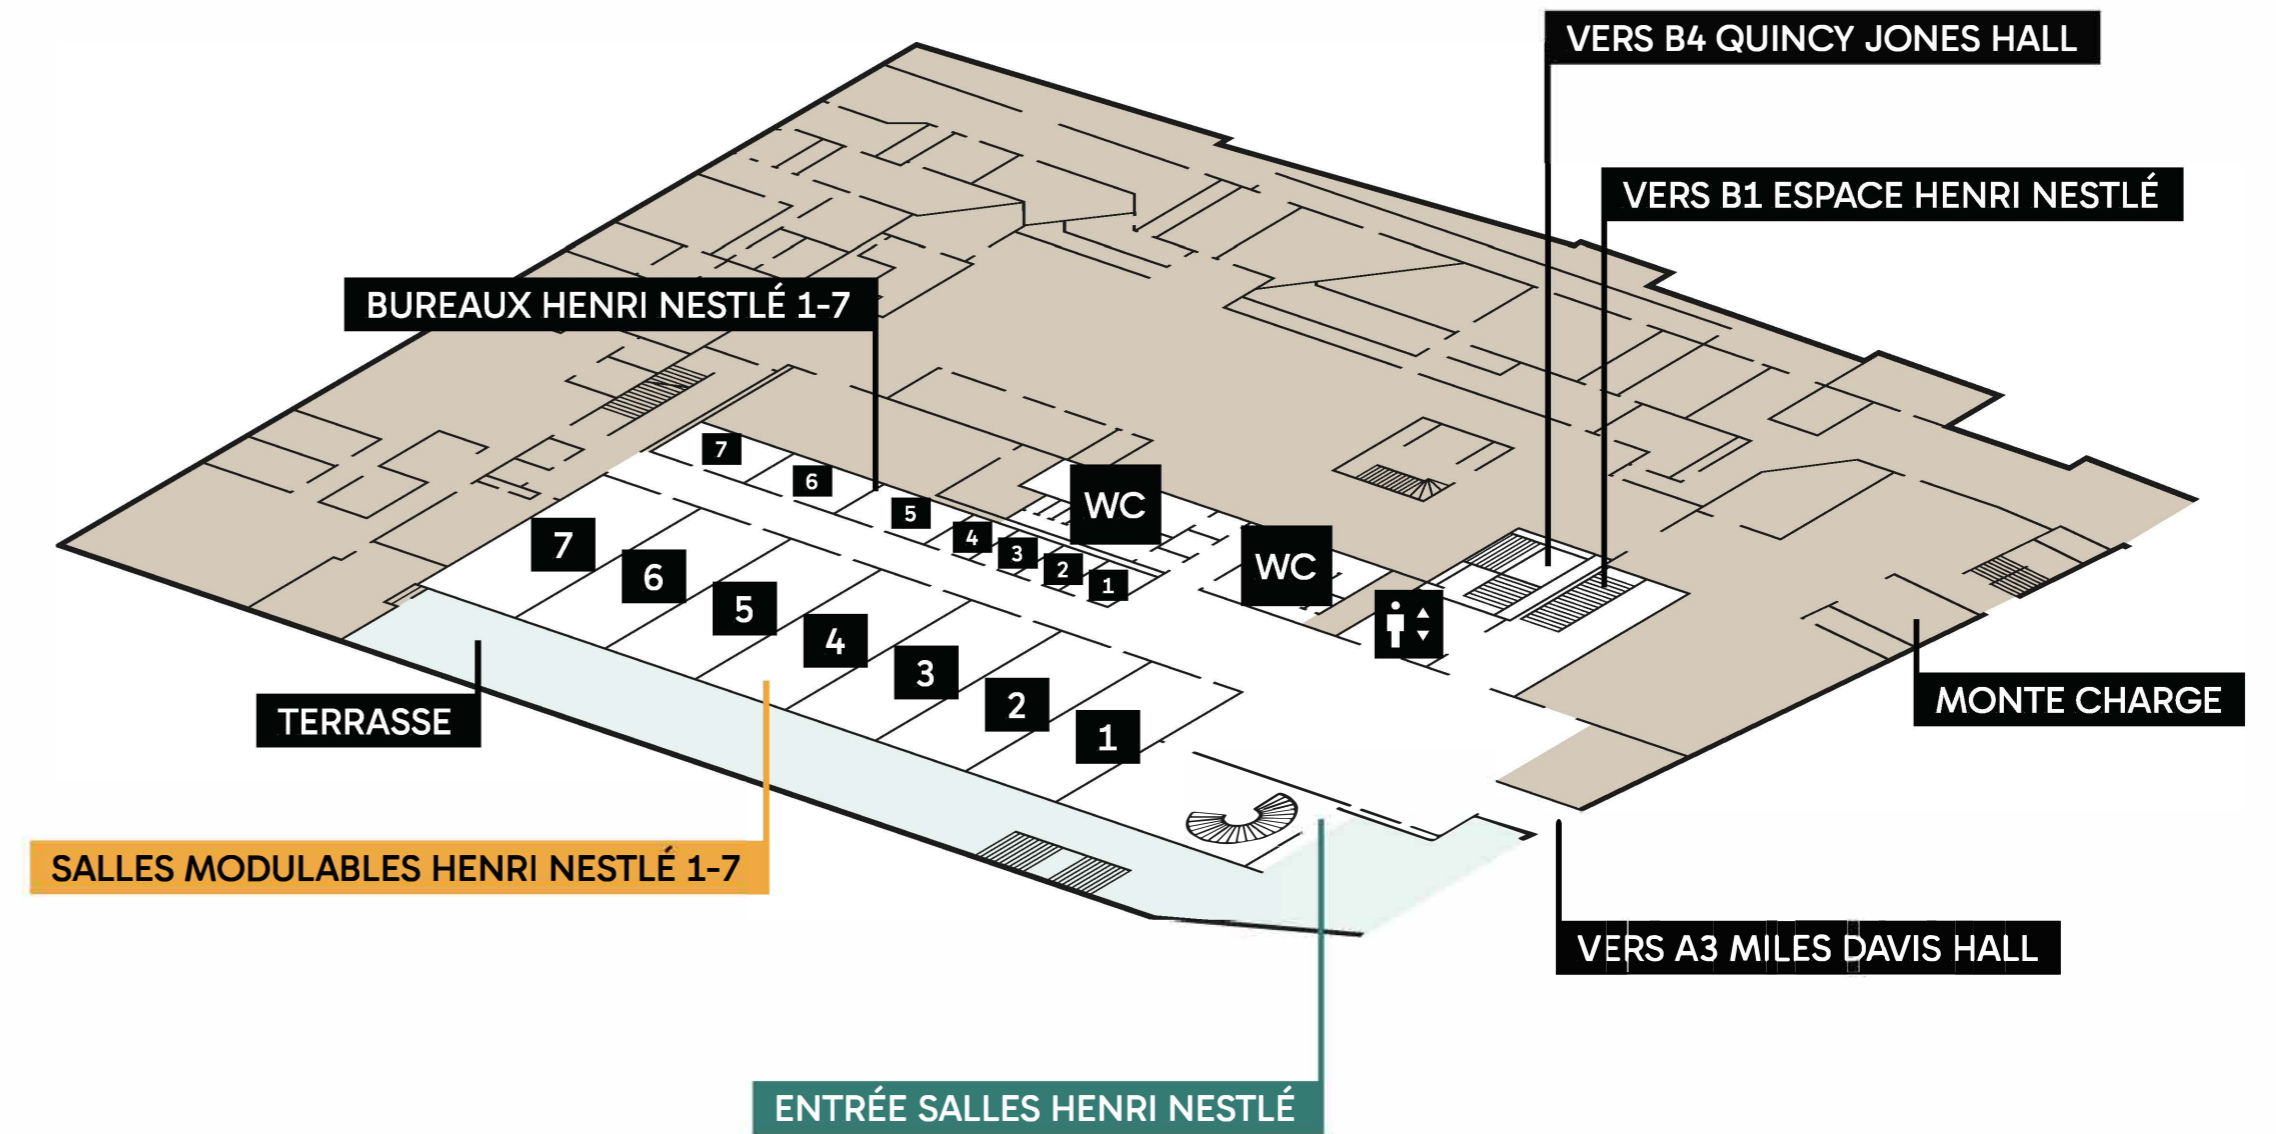 VERS B4 QUINCY JONES HALL
VERS B1 ESPACE HENRI NESTLÉ
BUREAUX HENRI NESTLÉ 1-7
7
6
5
4
3
2
1
WC
WC
7
6
5
4
3
2
1
TERRASSE
MONTE CHARGE
SALLES MODULABLES HENRI NESTLÉ 1-7
VERS A3 MILES DAVIS HALL
ENTRÉE SALLES HENRI NESTLÉ